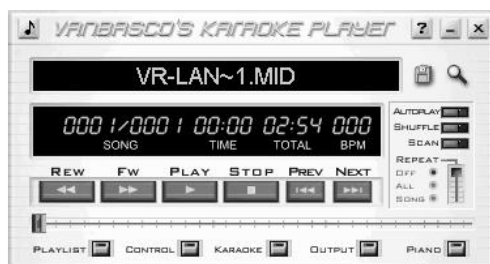 VANBASCO'S KARAOKE PLAYER ? _ x
VR-LAN~1.MID
0001/0001 00:00 02:54 000
SONG TIME TOTAL BPM
AUTOPLAY
SHUFFLE
SCAN
REPEAT
OFF
ALL
SONG
REW FW PLAY STOP PREV NEXT
PLAYLIST CONTROL KARAOKE OUTPUT PIANO